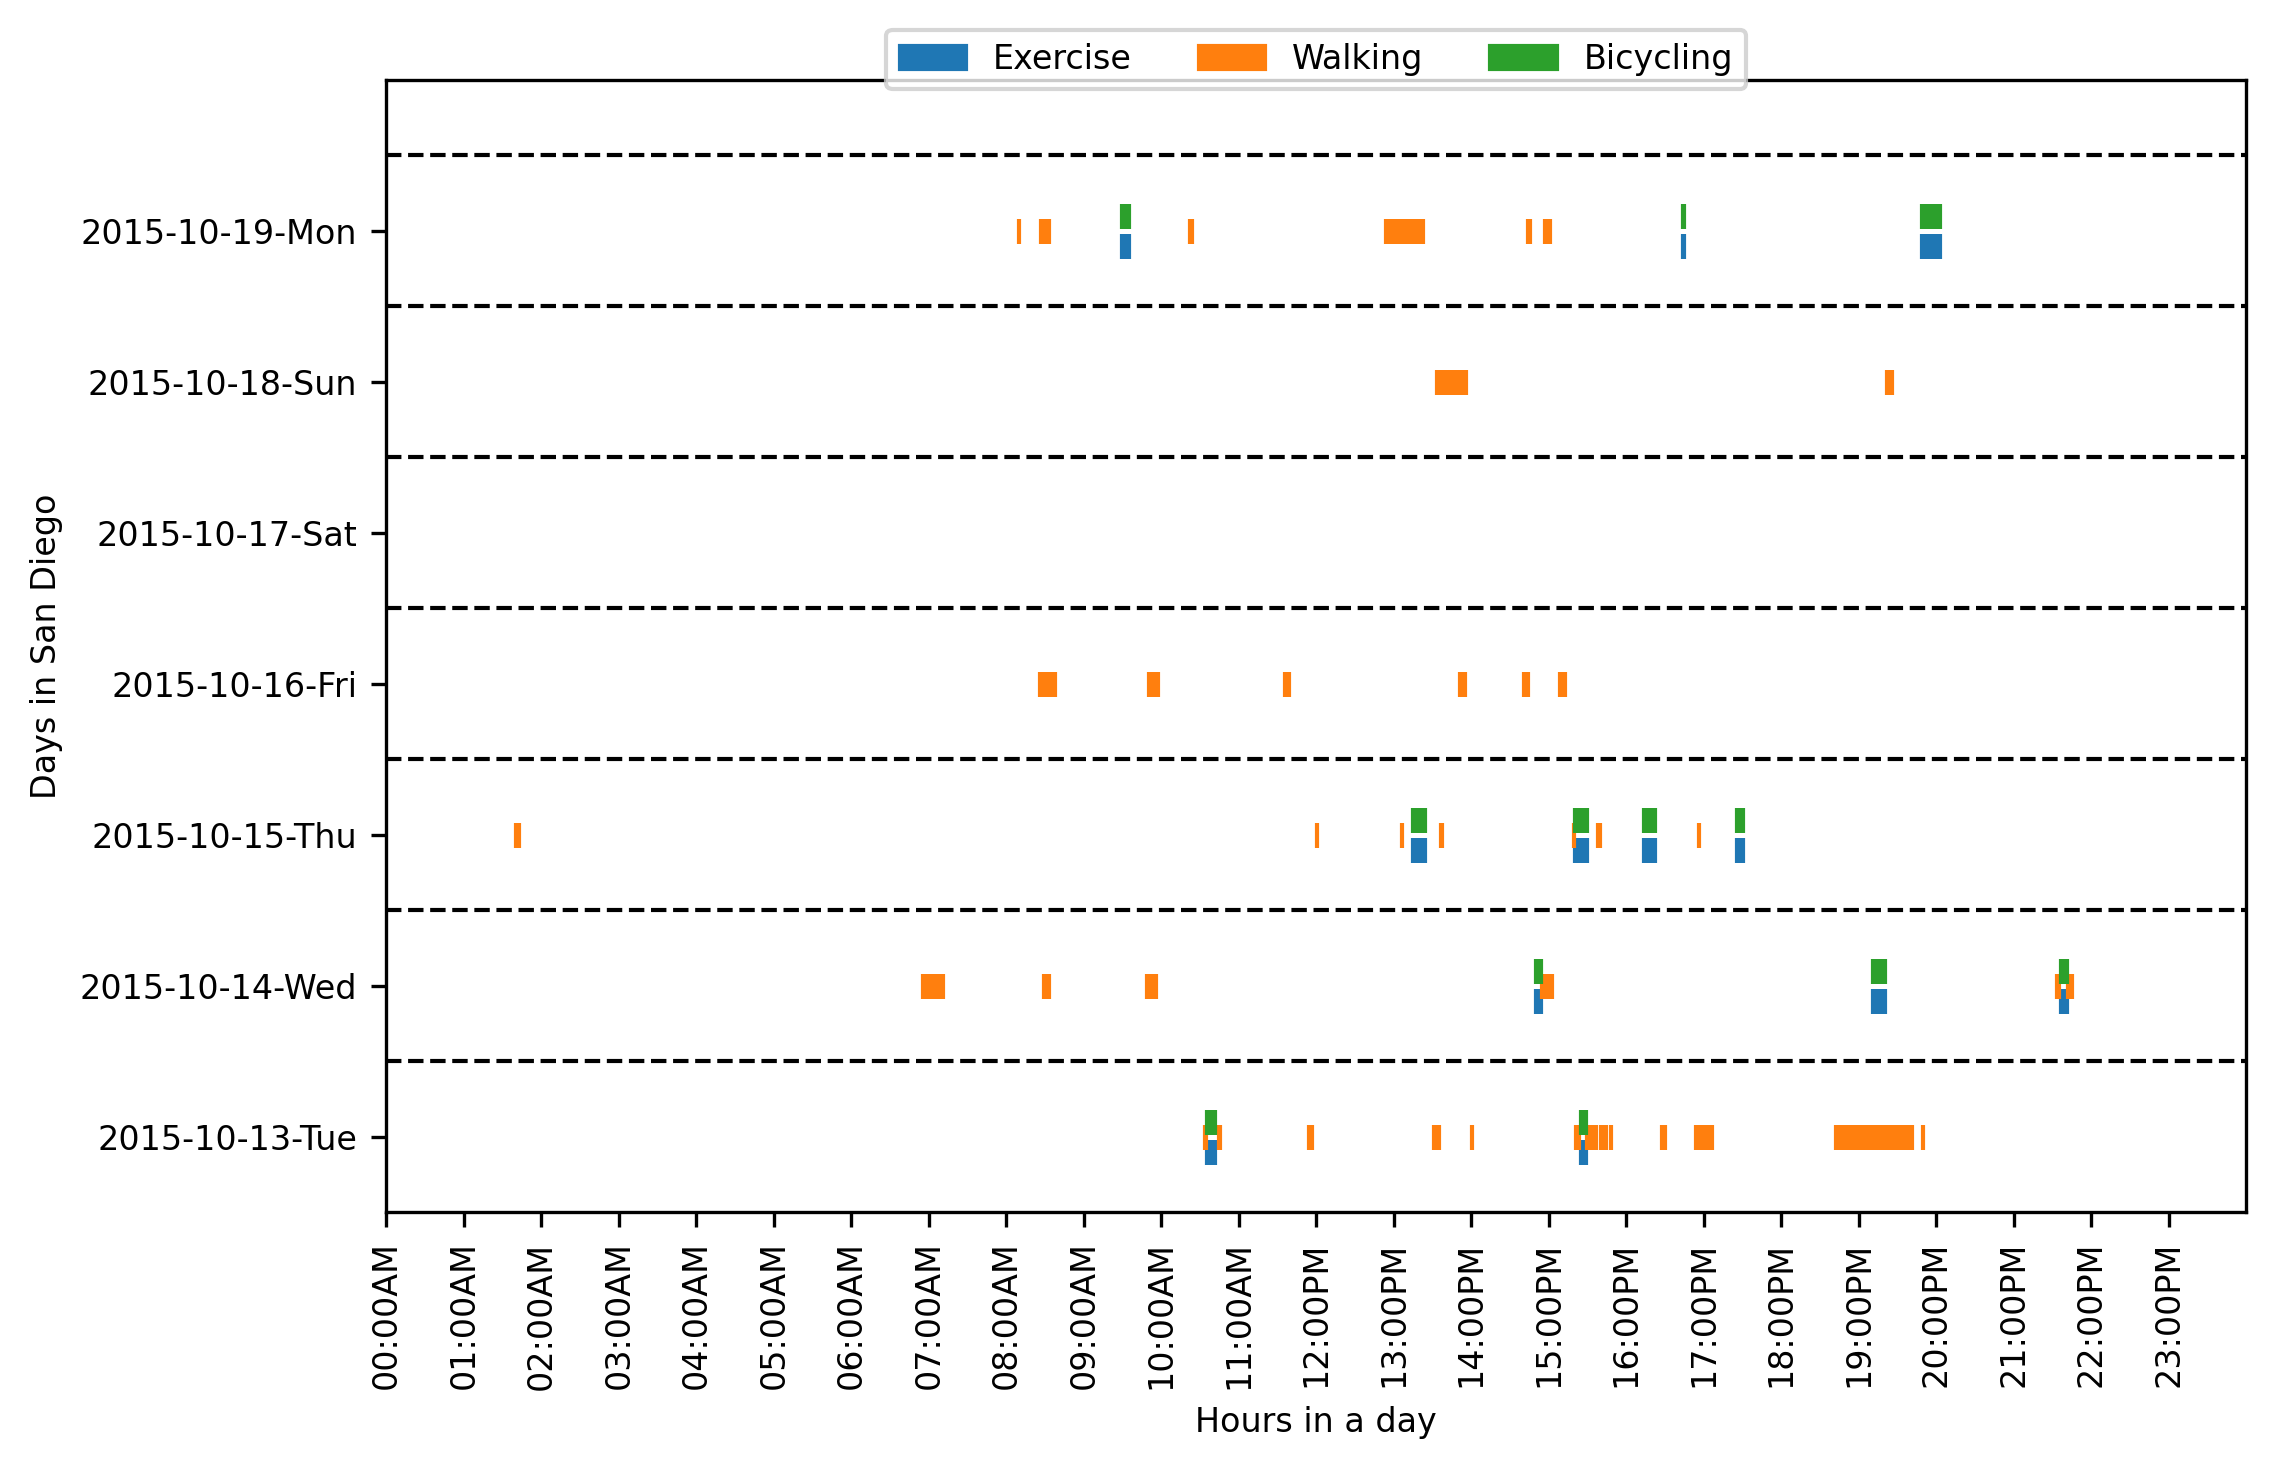 Exercise Walking Bicycling
2015-10-19-Mon
2015-10-18-Sun
2015-10-17-Sat
2015-10-16-Fri
2015-10-15-Thu
2015-10-14-Wed
2015-10-13-Tue
Days in San Diego
00:00AM
01:00AM
02:00AM
03:00AM
04:00AM
05:00AM
06:00AM
07:00AM
08:00AM
09:00AM
10:00AM
11:00AM
12:00PM
13:00PM
14:00PM
15:00PM
16:00PM
17:00PM
18:00PM
19:00PM
20:00PM
21:00PM
22:00PM
23:00PM
Hours in a day